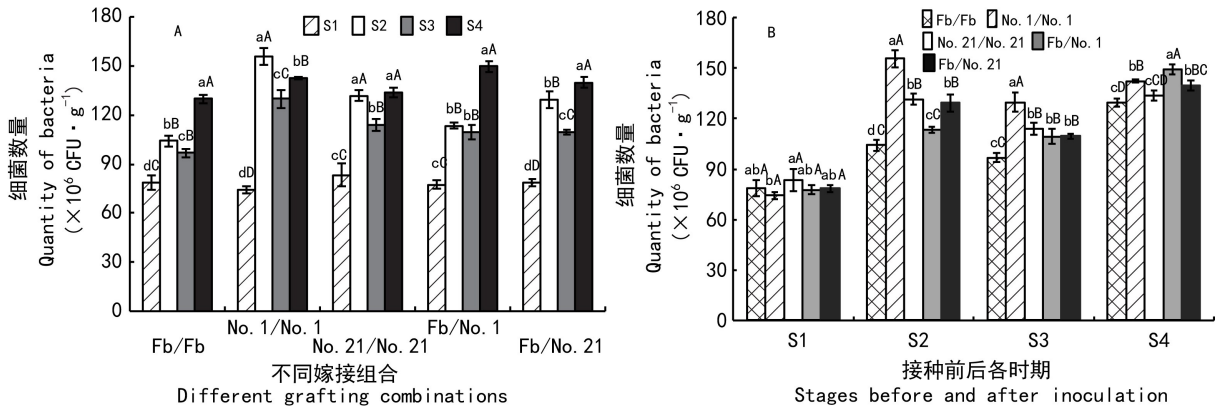 A
S1 S2 S3 S4
细菌数量
Quantity of bacteria
(×10⁶ CFU·g⁻¹)
180
150
120
90
60
30
0
dC bB cB aA
dD aA cC bB
cC aA bB aA
cC bB bB aA
dD bB cC aA
Fb/Fb
No.1/No.1
No.21/No.21
Fb/No.1
Fb/No.21
不同嫁接组合
Different grafting combinations
B
Fb/Fb No.1/No.1
No.21/No.21 Fb/No.1
Fb/No.21
细菌数量
Quantity of bacteria
(×10⁶ CFU·g⁻¹)
180
150
120
90
60
30
0
abA bA aA abA abA
dC aA bB cC bB
cC aA bB bB bB
cD bB cCD aA bBC
S1 S2 S3 S4
接种前后各时期
Stages before and after inoculation